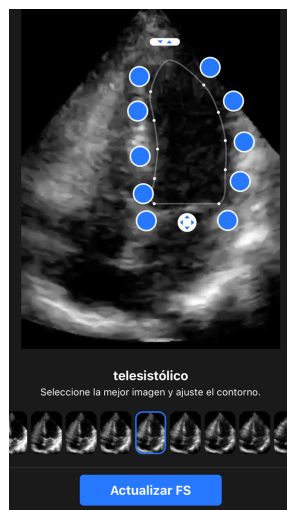 telesistólico
Seleccione la mejor imagen y ajuste el contorno.
Actualizar FS